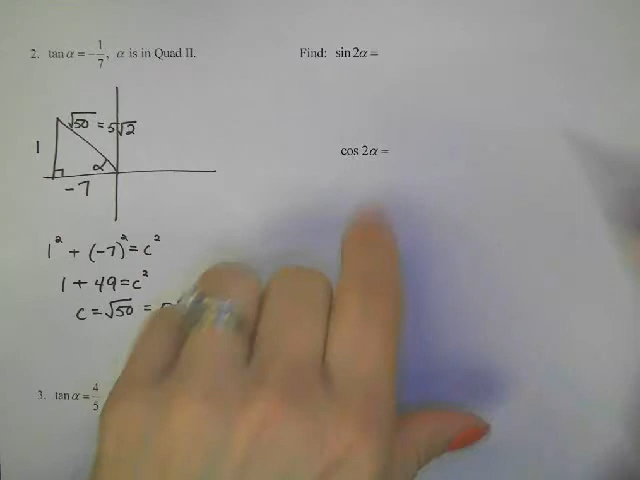 2. tan α = -1/7, α is in Quad II. Find: sin 2α =
√50 = 5√2
1
α
-7
cos 2α =
1² + (-7)² = c²
1 + 49 = c²
c = √50 =
3. tan α = 4/5